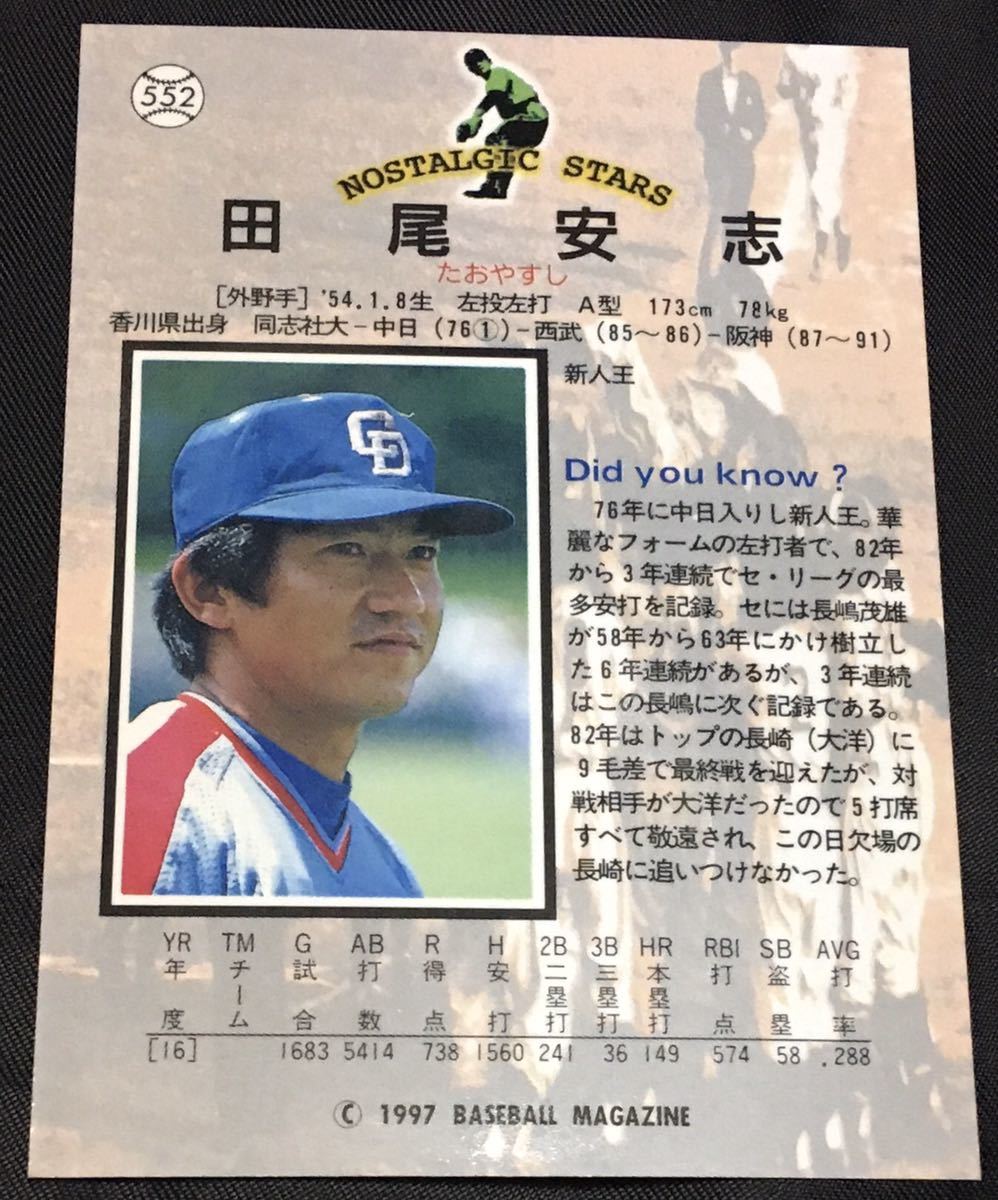 552
NOSTALGIC STARS
田尾安志
たおやすし
[外野手] '54.1.8生 左投左打 A型 173cm 78kg
香川県出身 同志社大－中日 (76①)－西武 (85～86)－阪神 (87～91)
新人王
CD
Did you know ?
76年に中日入りし新人王。華
麗なフォームの左打者で、82年
から3年連続でセ・リーグの最
多安打を記録。セには長嶋茂雄
が58年から63年にかけ樹立し
た6年連続があるが、3年連続
はこの長嶋に次ぐ記録である。
82年はトップの長崎（大洋）に
9毛差で最終戦を迎えたが、対
戦相手が大洋だったので5打席
すべて敬遠され、この日欠場の
長崎に追いつけなかった。
YR TM G AB R H 2B 3B HR RBI SB AVG
年度 チーム 試合 打数 得点 安打 二塁打 三塁打 本塁打 打点 盗塁 打率
[16] 1683 5414 738 1560 241 36 149 574 58 .288
© 1997 BASEBALL MAGAZINE